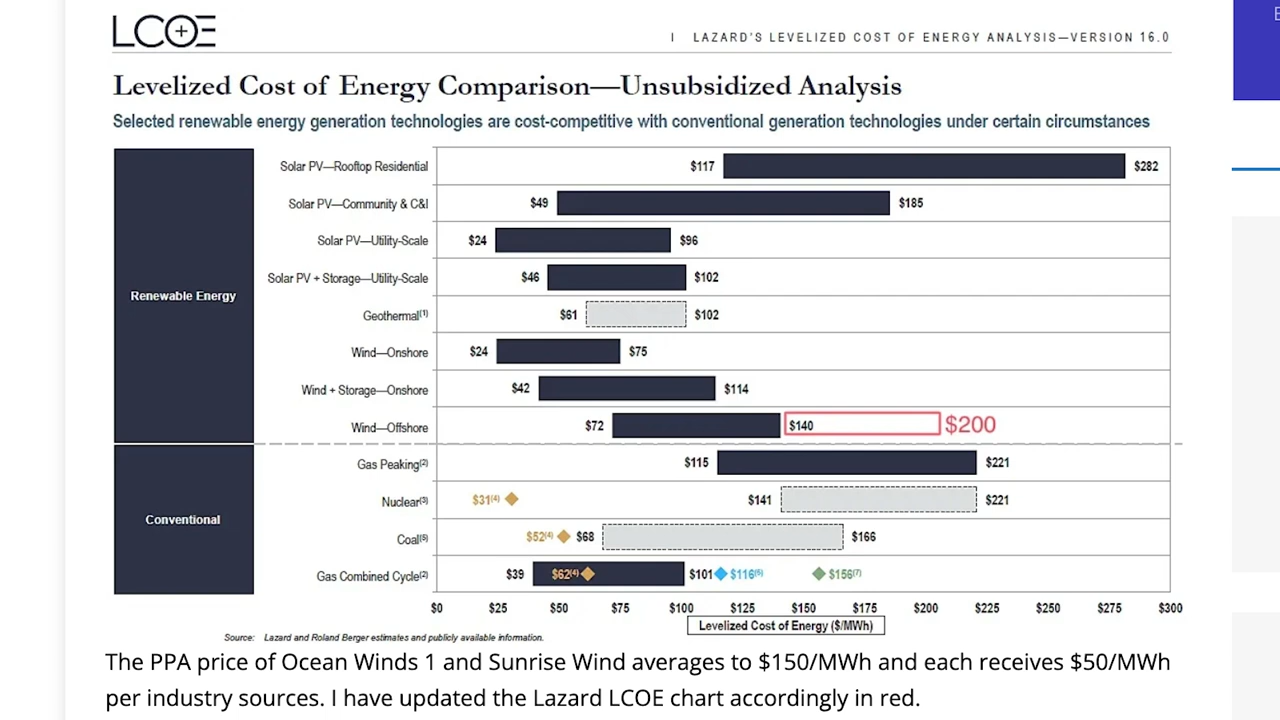 LCOE
LAZARD'S LEVELIZED COST OF ENERGY ANALYSIS—VERSION 16.0
Levelized Cost of Energy Comparison—Unsubsidized Analysis
Selected renewable energy generation technologies are cost-competitive with conventional generation technologies under certain circumstances
Renewable Energy
Solar PV—Rooftop Residential $117 $282
Solar PV—Community & C&I $49 $185
Solar PV—Utility-Scale $24 $96
Solar PV + Storage—Utility-Scale $46 $102
Geothermal(1) $61 $102
Wind—Onshore $24 $75
Wind + Storage—Onshore $42 $114
Wind—Offshore $72 $140 $200
Conventional
Gas Peaking(2) $115 $221
Nuclear(3) $31(4) $141 $221
Coal(5) $52(4) $68 $166
Gas Combined Cycle(2) $39 $62(4) $101 $116(6) $156(7)
$0 $25 $50 $75 $100 $125 $150 $175 $200 $225 $250 $275 $300
Levelized Cost of Energy ($/MWh)
Source: Lazard and Roland Berger estimates and publicly available information.
The PPA price of Ocean Winds 1 and Sunrise Wind averages to $150/MWh and each receives $50/MWh
per industry sources. I have updated the Lazard LCOE chart accordingly in red.